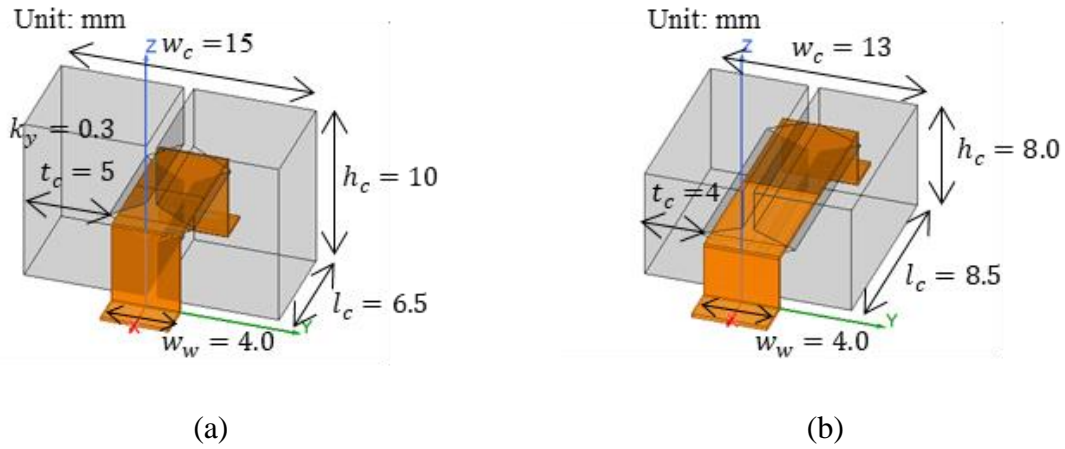 Unit: mm
Z
w_c = 15
k_y = 0.3
t_c = 5
h_c = 10
l_c = 6.5
X
Y
w_w = 4.0
(a)
Unit: mm
Z
w_c = 13
t_c = 4
h_c = 8.0
l_c = 8.5
Y
w_w = 4.0
(b)